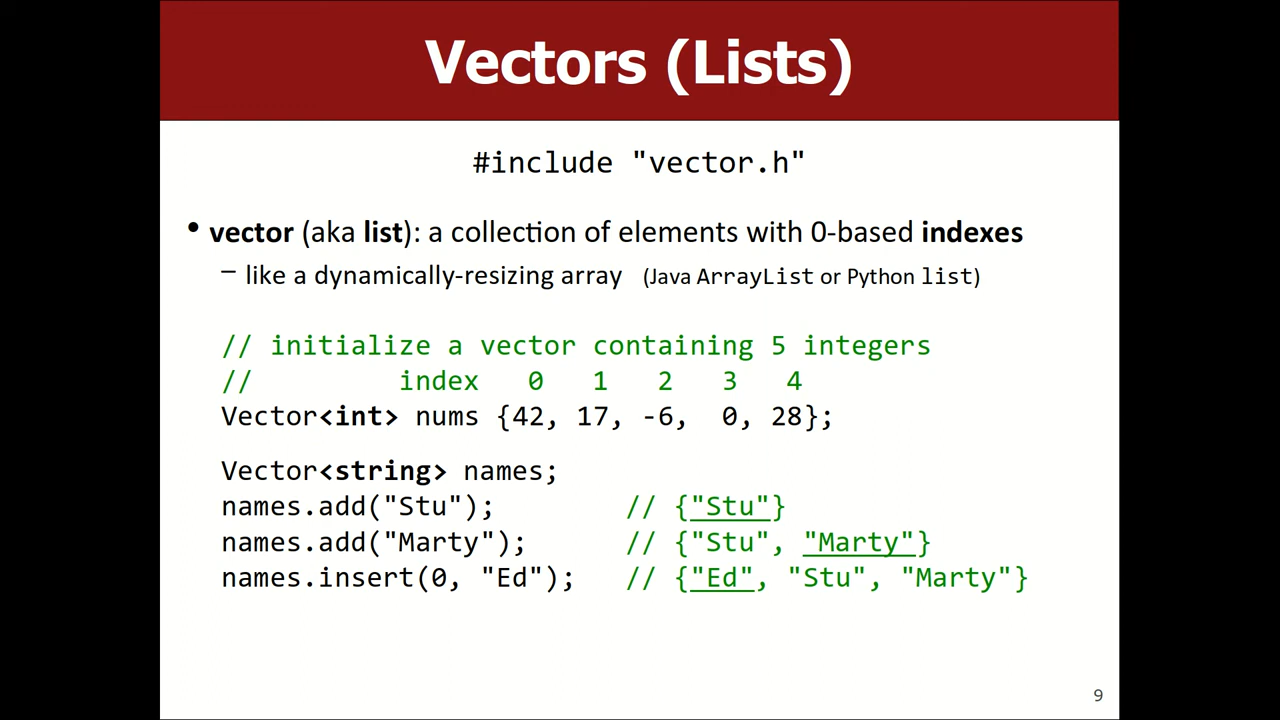 Vectors (Lists)
#include "vector.h"
• vector (aka list): a collection of elements with 0-based indexes
– like a dynamically-resizing array (Java ArrayList or Python list)
// initialize a vector containing 5 integers
// index 0 1 2 3 4
Vector<int> nums {42, 17, -6, 0, 28};
Vector<string> names;
names.add("Stu"); // {"Stu"}
names.add("Marty"); // {"Stu", "Marty"}
names.insert(0, "Ed"); // {"Ed", "Stu", "Marty"}
9